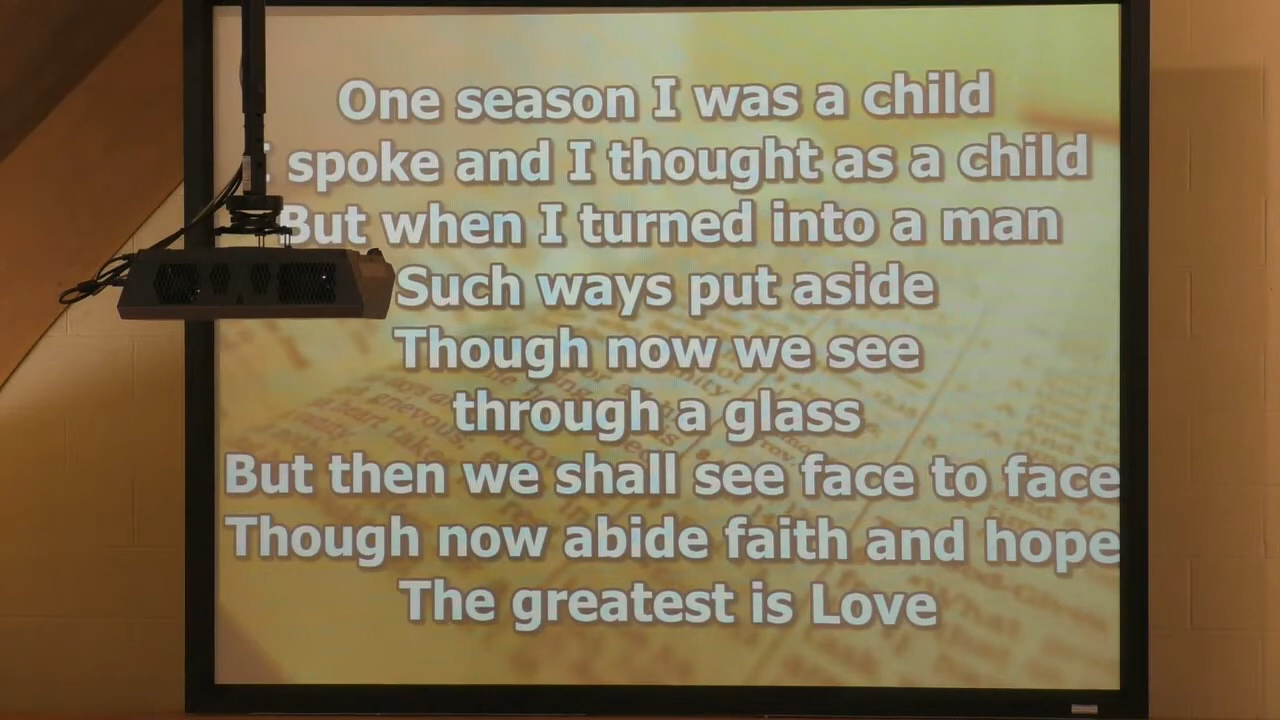 One season I was a child
I spoke and I thought as a child
But when I turned into a man
Such ways put aside
Though now we see
through a glass
But then we shall see face to face
Though now abide faith and hope
The greatest is Love